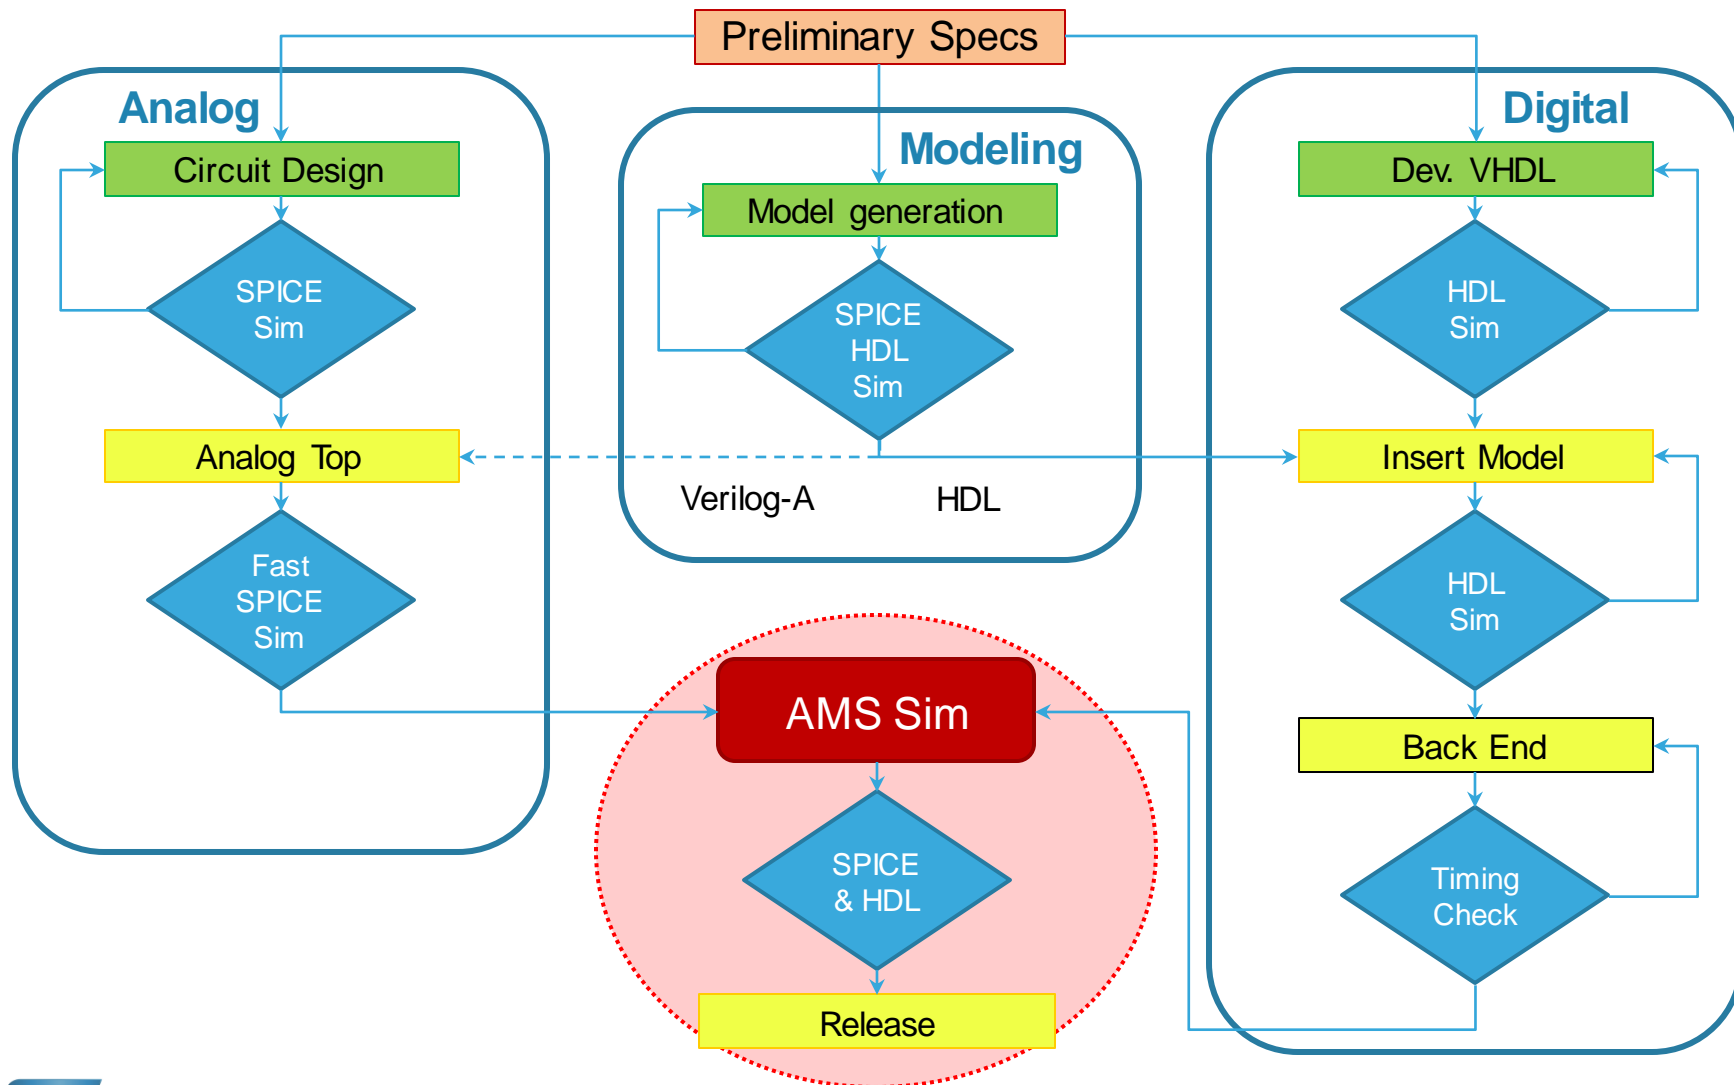 Preliminary Specs
Analog
Circuit Design
SPICE
Sim
Analog Top
Fast
SPICE
Sim
Modeling
Model generation
SPICE
HDL
Sim
Verilog-A
HDL
AMS Sim
SPICE
& HDL
Release
Digital
Dev. VHDL
HDL
Sim
Insert Model
HDL
Sim
Back End
Timing
Check